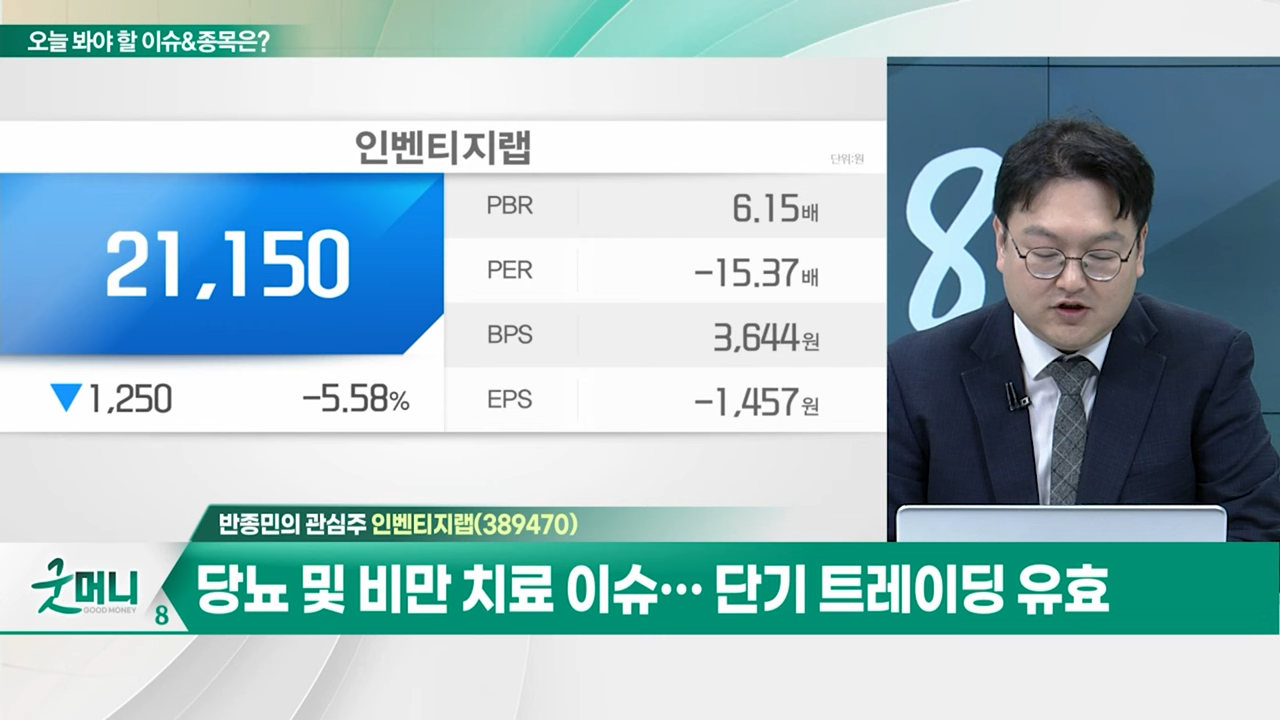 오늘 봐야 할 이슈&종목은?
인벤티지랩
단위:원
21,150
▼1,250 -5.58%
PBR 6.15배
PER -15.37배
BPS 3,644원
EPS -1,457원
8
반종민의 관심주 인벤티지랩(389470)
굿머니
GOOD MONEY
8
당뇨 및 비만 치료 이슈… 단기 트레이딩 유효